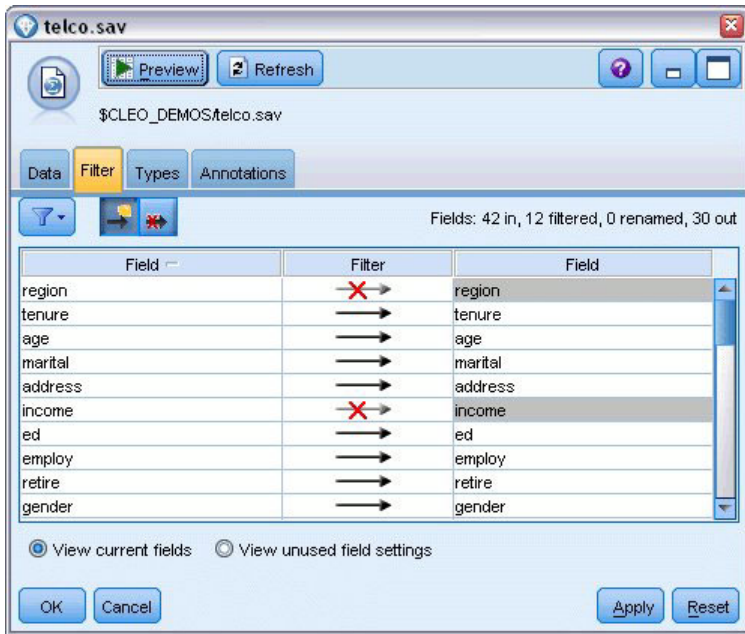 telco.sav
Preview Refresh
$CLEO_DEMOS/telco.sav
Data Filter Types Annotations
Fields: 42 in, 12 filtered, 0 renamed, 30 out
Field Filter Field
region region
tenure tenure
age age
marital marital
address address
income income
ed ed
employ employ
retire retire
gender gender
View current fields View unused field settings
OK Cancel Apply Reset